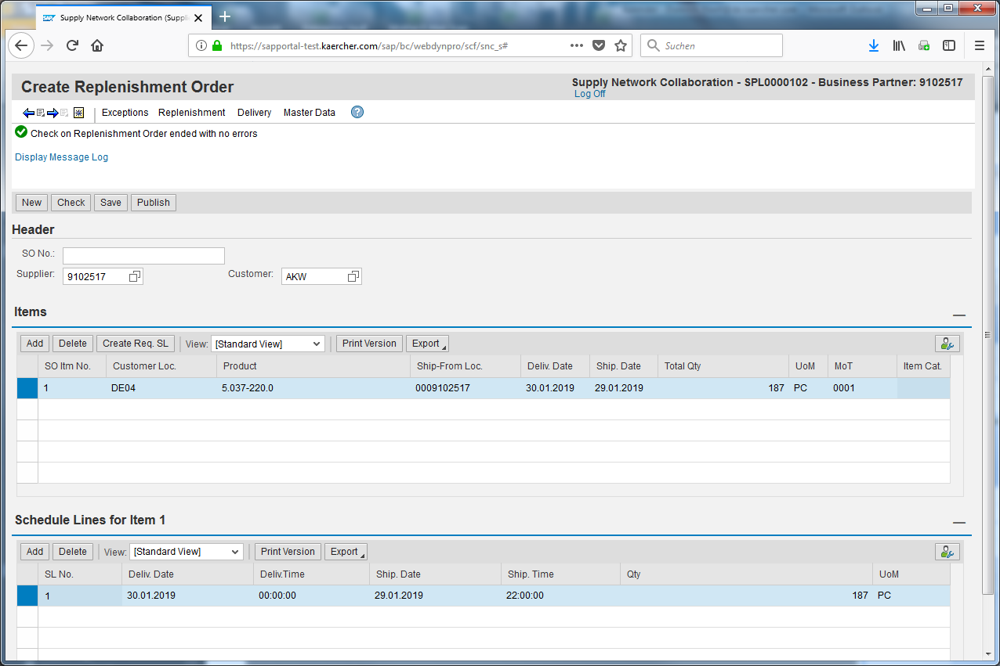 SAP Supply Network Collaboration (Suppli
https://sapportal-test.kaercher.com/sap/bc/webdynpro/scf/snc_s#
Suchen
Create Replenishment Order
Supply Network Collaboration - SPL0000102 - Business Partner: 9102517
Log Off
Exceptions Replenishment Delivery Master Data ?
Check on Replenishment Order ended with no errors
Display Message Log
New Check Save Publish
Header
SO No.:
Supplier: 9102517 Customer: AKW
Items
Add Delete Create Req. SL View: [Standard View] Print Version Export
SO Itm No. Customer Loc. Product Ship-From Loc. Deliv. Date Ship. Date Total Qty UoM MoT Item Cat.
1 DE04 5.037-220.0 0009102517 30.01.2019 29.01.2019 187 PC 0001
Schedule Lines for Item 1
Add Delete View: [Standard View] Print Version Export
SL No. Deliv. Date Deliv.Time Ship. Date Ship. Time Qty UoM
1 30.01.2019 00:00:00 29.01.2019 22:00:00 187 PC